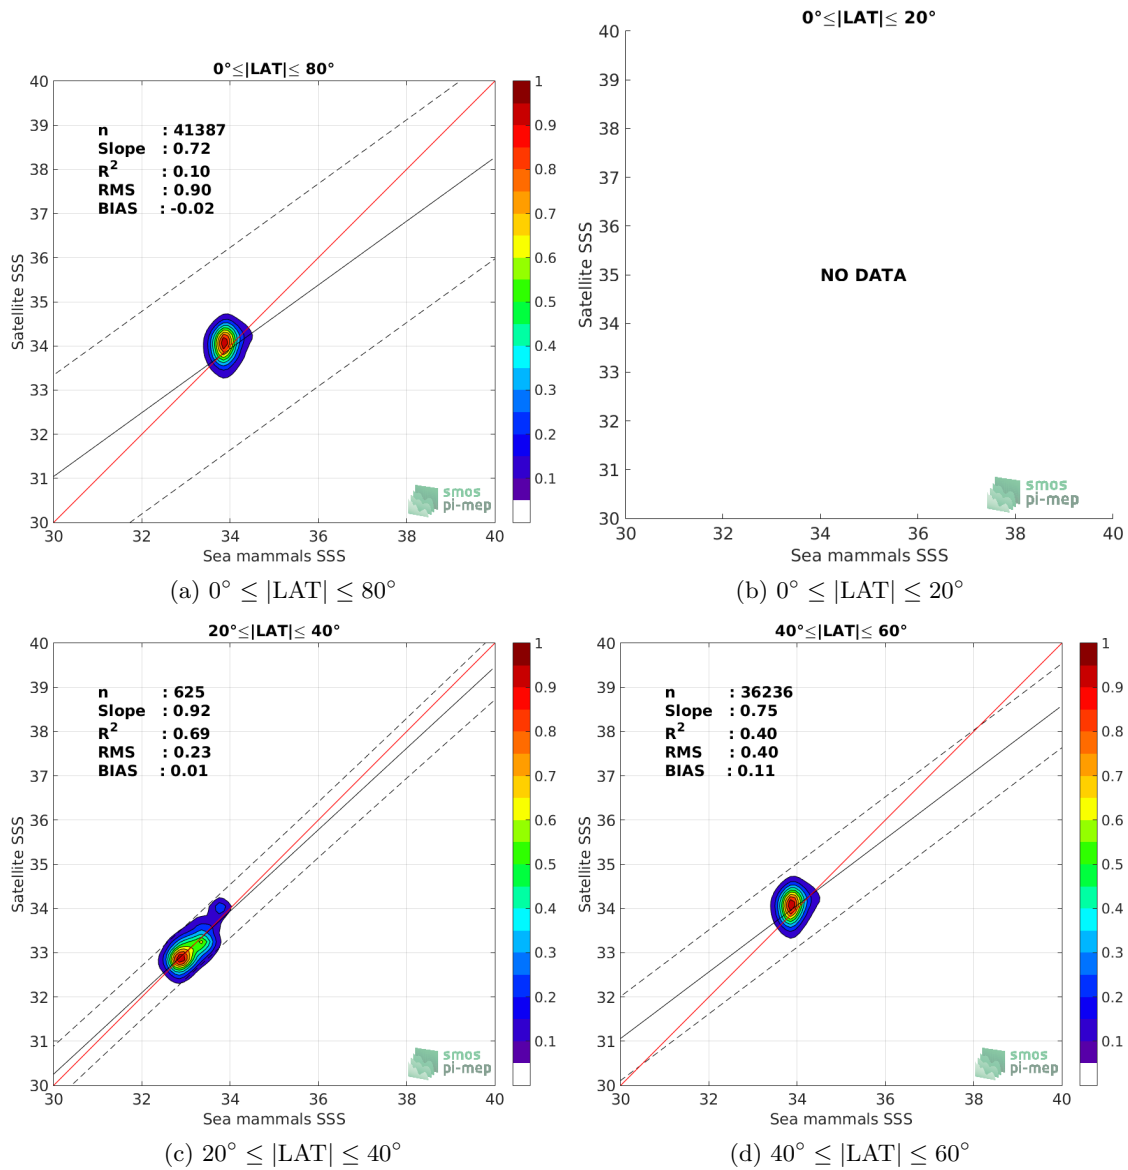 0°≤|LAT|≤ 80°
n : 41387
Slope : 0.72
R² : 0.10
RMS : 0.90
BIAS : -0.02
40
39
38
37
36
35
34
33
32
31
30
Satellite SSS
30 32 34 36 38 40
Sea mammals SSS
smos
pi-mep
1
0.9
0.8
0.7
0.6
0.5
0.4
0.3
0.2
0.1
(a) 0° ≤ |LAT| ≤ 80°
0°≤|LAT|≤ 20°
40
39
38
37
36
35
34
33
32
31
30
Satellite SSS
NO DATA
smos
pi-mep
30 32 34 36 38 40
Sea mammals SSS
(b) 0° ≤ |LAT| ≤ 20°
20°≤|LAT|≤ 40°
n : 625
Slope : 0.92
R² : 0.69
RMS : 0.23
BIAS : 0.01
40
39
38
37
36
35
34
33
32
31
30
Satellite SSS
30 32 34 36 38 40
Sea mammals SSS
smos
pi-mep
1
0.9
0.8
0.7
0.6
0.5
0.4
0.3
0.2
0.1
(c) 20° ≤ |LAT| ≤ 40°
40°≤|LAT|≤ 60°
n : 36236
Slope : 0.75
R² : 0.40
RMS : 0.40
BIAS : 0.11
40
39
38
37
36
35
34
33
32
31
30
Satellite SSS
30 32 34 36 38 40
Sea mammals SSS
smos
pi-mep
1
0.9
0.8
0.7
0.6
0.5
0.4
0.3
0.2
0.1
(d) 40° ≤ |LAT| ≤ 60°